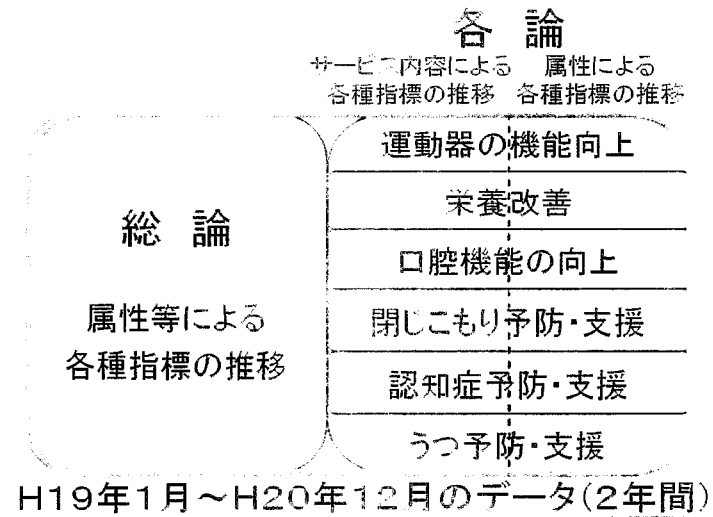 各 論
サービス内容による 属性による
各種指標の推移 各種指標の推移
総 論
属性等による
各種指標の推移
運動器の機能向上
栄養改善
口腔機能の向上
閉じこもり予防・支援
認知症予防・支援
うつ予防・支援
H19年1月～H20年12月のデータ(2年間)